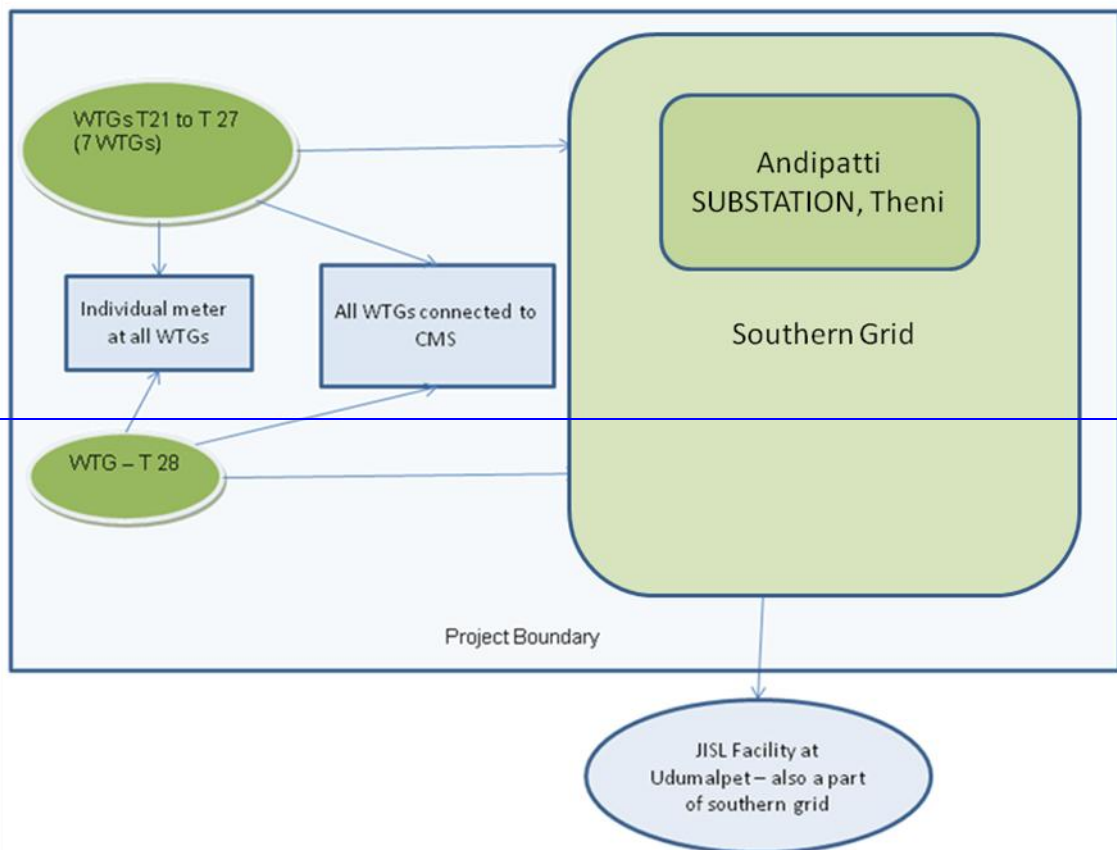 WTGs T21 to T 27
(7 WTGs)
Andipatti
SUBSTATION, Theni
Individual meter
at all WTGs
All WTGs connected to
CMS
Southern Grid
WTG – T 28
Project Boundary
JISL Facility at
Udumalpet – also a part
of southern grid